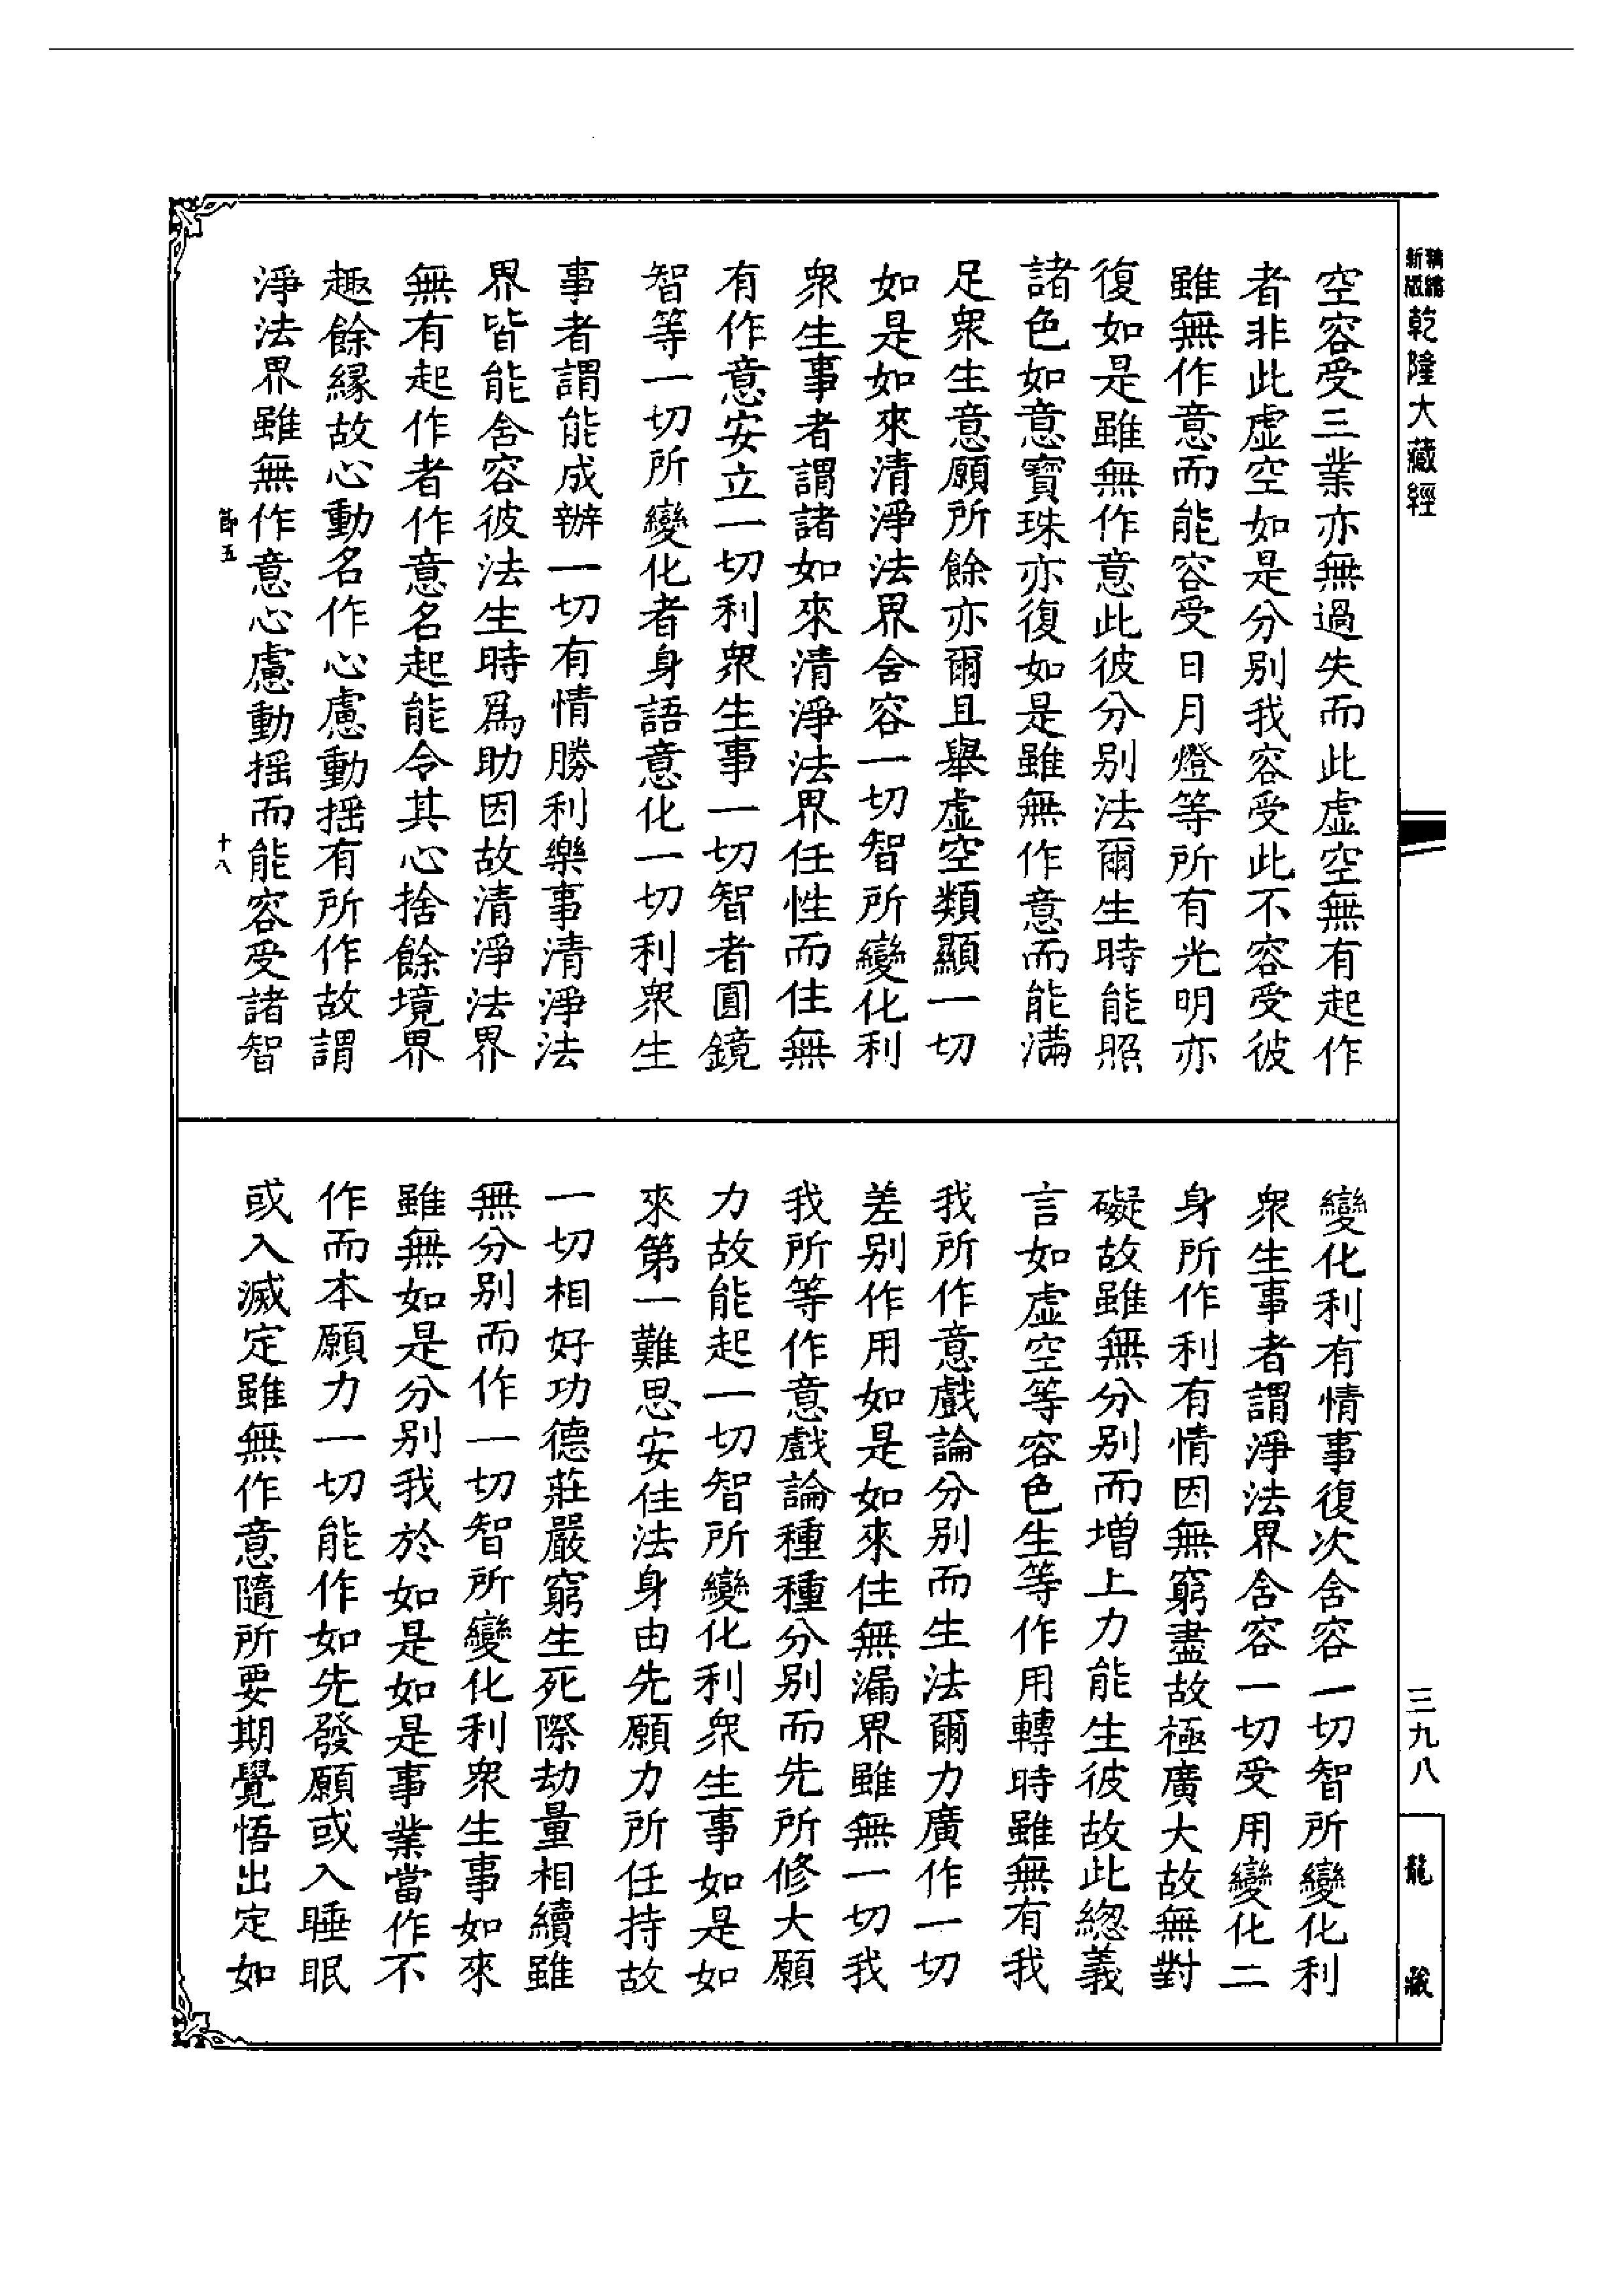 新編縮版乾隆大藏經
空容受三業亦無過失而此虛空無有起作
者非此虛空如是分別我容受此不容受彼
雖無作意而能容受日月燈等所有光明亦
復如是雖無作意此彼分別法爾生時能照
諸色如意寶珠亦復如是雖無作意而能滿
足眾生意願所餘亦爾且舉虛空類顯一切
如是如來清淨法界含容一切智所變化利
眾生事者謂諸如來清淨法界任性而住無
有作意安立一切利眾生事一切智者圓鏡
智等一切所變化者身語意化一切利眾生
事者謂能成辦一切有情勝利樂事清淨法
界皆能含容彼法生時爲助因故清淨法界
無有起作者作意名起能令其心捨餘境界
趣餘緣故心動名作心慮動搖有所作故謂
淨法界雖無作意心慮動搖而能容受諸智
節五
十八
變化利有情事復次含容一切智所變化利
眾生事者謂淨法界含容一切受用變化二
身所作利有情因無窮盡故極廣大故無對
礙故雖無分別而增上力能生彼故此總義
言如虛空等容色生等作用轉時雖無有我
我所作意戲論分別而生法爾力廣作一切
差別作用如是如來住無漏界雖無一切我
我所等作意戲論種種分別而先所修大願
力故能起一切智所變化利眾生事如是如
來第一難思安住法身由先願力所任持故
一切相好功德莊嚴窮生死際劫量相續雖
無分別而作一切智所變化利眾生事如來
雖無如是分別我於如是如是事業當作不
作而本願力一切能作如先發願或入睡眠
或入滅定雖無作意隨所要期覺悟出定如
三九八
龍藏